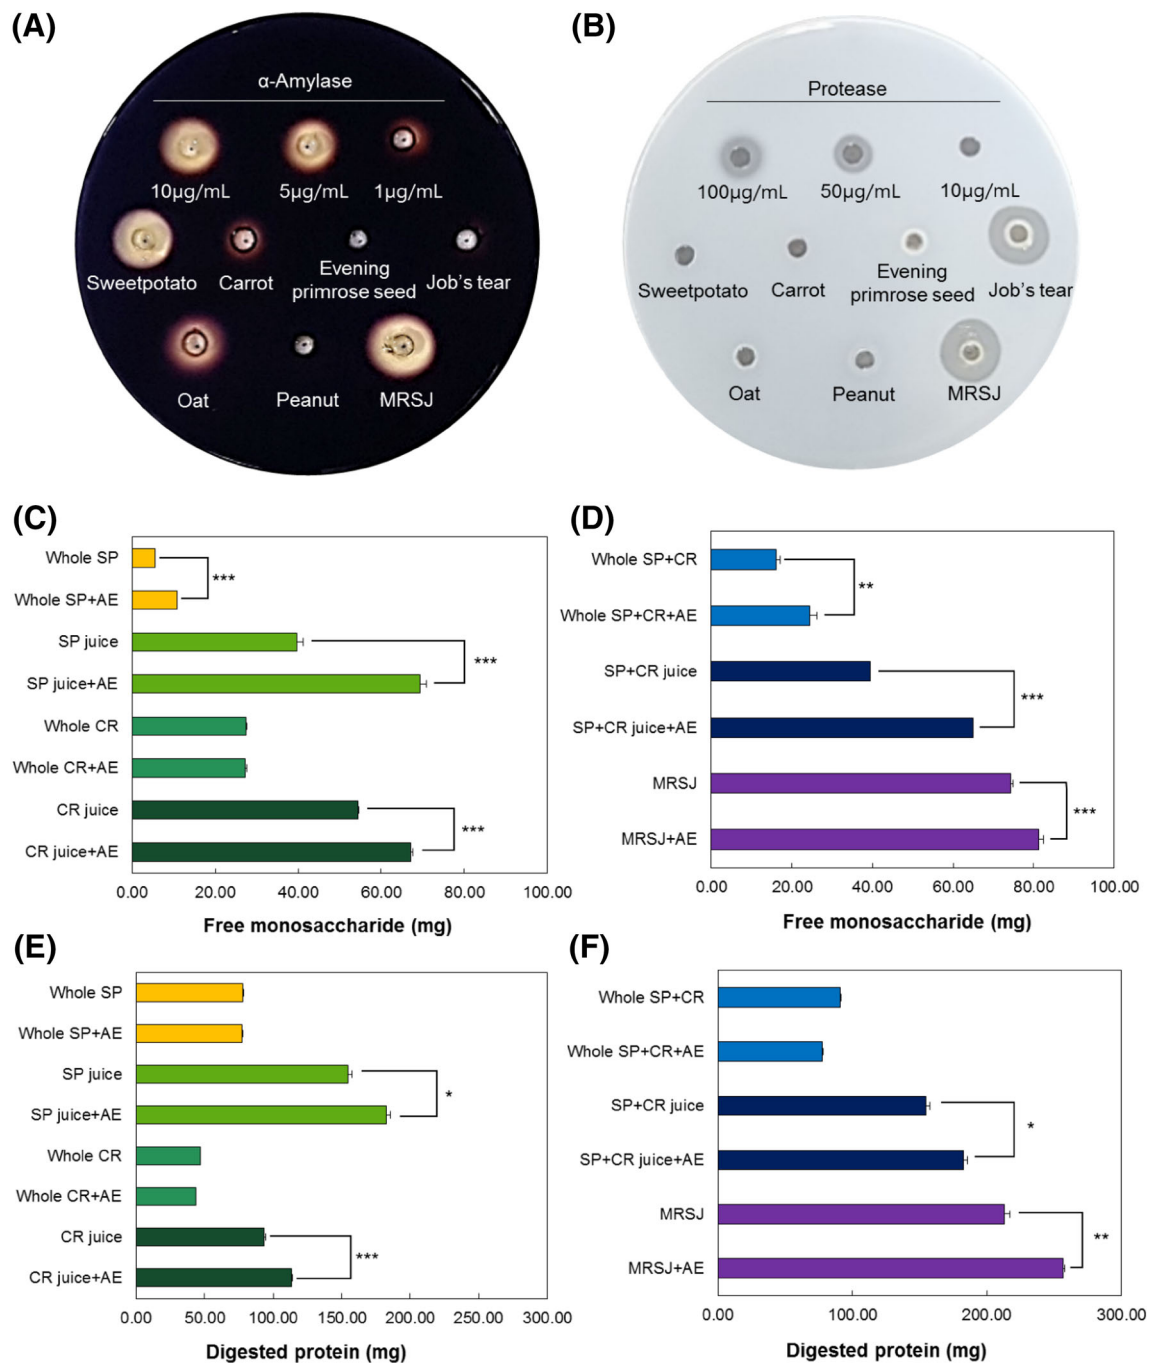 (A)
α-Amylase
10µg/mL 5µg/mL 1µg/mL
Sweetpotato Carrot Evening primrose seed Job's tear
Oat Peanut MRSJ
(B)
Protease
100µg/mL 50µg/mL 10µg/mL
Sweetpotato Carrot Evening primrose seed Job's tear
Oat Peanut MRSJ
(C)
Whole SP
***
Whole SP+AE
SP juice
***
SP juice+AE
Whole CR
Whole CR+AE
CR juice
***
CR juice+AE
0.00 20.00 40.00 60.00 80.00 100.00
Free monosaccharide (mg)
(D)
Whole SP+CR
**
Whole SP+CR+AE
SP+CR juice
***
SP+CR juice+AE
MRSJ
***
MRSJ+AE
0.00 20.00 40.00 60.00 80.00 100.00
Free monosaccharide (mg)
(E)
Whole SP
Whole SP+AE
SP juice
*
SP juice+AE
Whole CR
Whole CR+AE
CR juice
***
CR juice+AE
0.00 50.00 100.00 150.00 200.00 250.00 300.00
Digested protein (mg)
(F)
Whole SP+CR
Whole SP+CR+AE
SP+CR juice
*
SP+CR juice+AE
MRSJ
**
MRSJ+AE
0.00 100.00 200.00 300.00
Digested protein (mg)